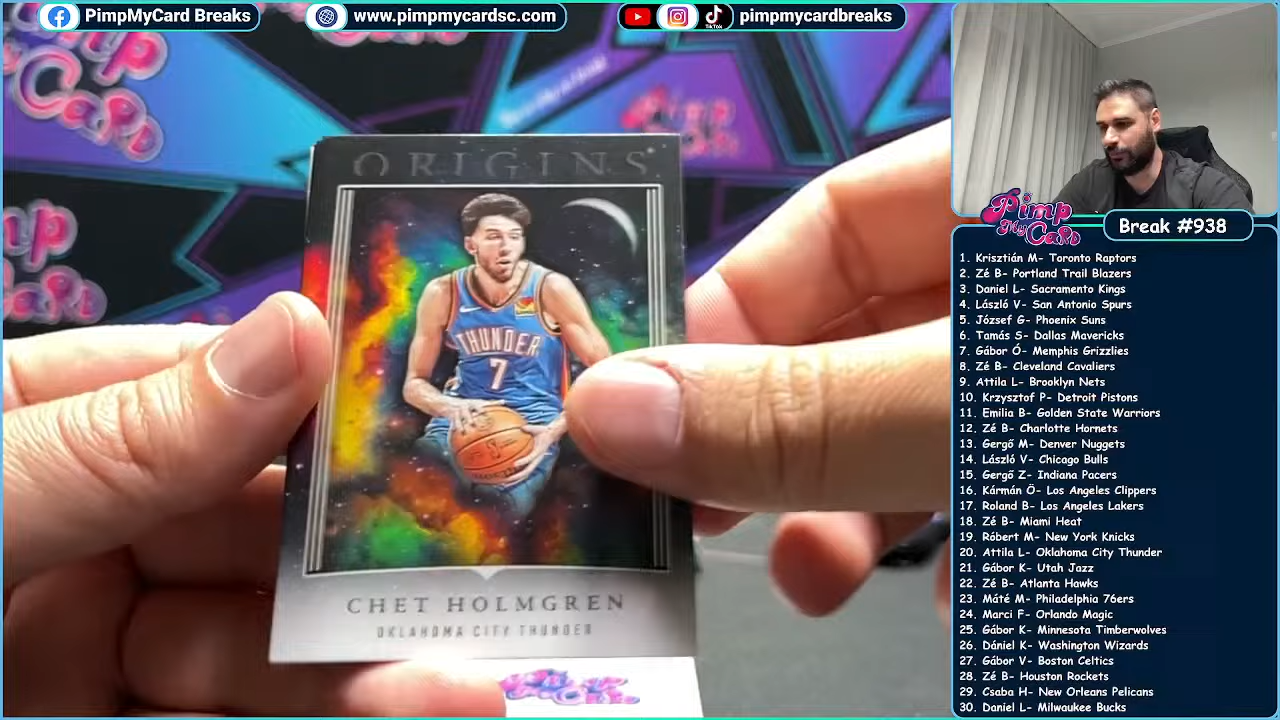 PimpMyCard Breaks
www.pimpmycardsc.com
TikTok
pimpmycardbreaks
Pimp
My CaRd
Break #938
ORIGINS
THUNDER
7
CHET HOLMGREN
OKLAHOMA CITY THUNDER
1. Krisztián M- Toronto Raptors
2. Zé B- Portland Trail Blazers
3. Daniel L- Sacramento Kings
4. László V- San Antonio Spurs
5. József G- Phoenix Suns
6. Tamás S- Dallas Mavericks
7. Gábor Ó- Memphis Grizzlies
8. Zé B- Cleveland Cavaliers
9. Attila L- Brooklyn Nets
10. Krzysztof P- Detroit Pistons
11. Emilia B- Golden State Warriors
12. Zé B- Charlotte Hornets
13. Gergő M- Denver Nuggets
14. László V- Chicago Bulls
15. Gergő Z- Indiana Pacers
16. Kármán Ö- Los Angeles Clippers
17. Roland B- Los Angeles Lakers
18. Zé B- Miami Heat
19. Róbert M- New York Knicks
20. Attila L- Oklahoma City Thunder
21. Gábor K- Utah Jazz
22. Zé B- Atlanta Hawks
23. Máté M- Philadelphia 76ers
24. Marci F- Orlando Magic
25. Gábor K- Minnesota Timberwolves
26. Dániel K- Washington Wizards
27. Gábor V- Boston Celtics
28. Zé B- Houston Rockets
29. Csaba H- New Orleans Pelicans
30. Daniel L- Milwaukee Bucks